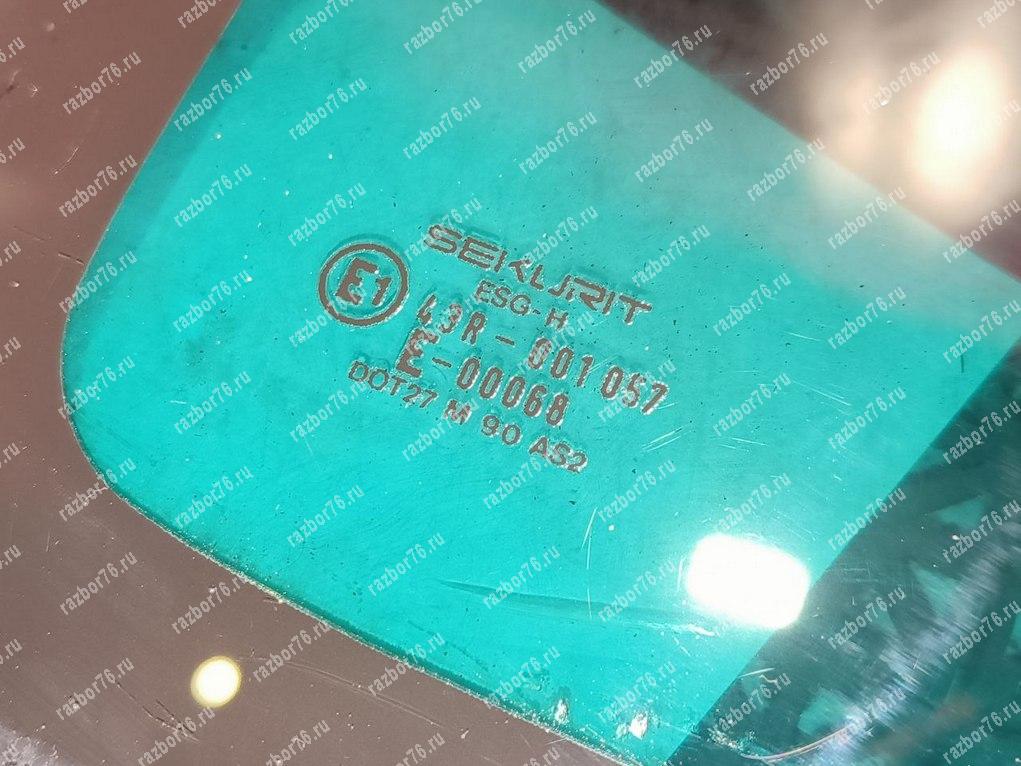 SEKURIT
ESG-H
E1
43R-001057
E-00068
DOT27 M 90 AS2
razbor76.ru